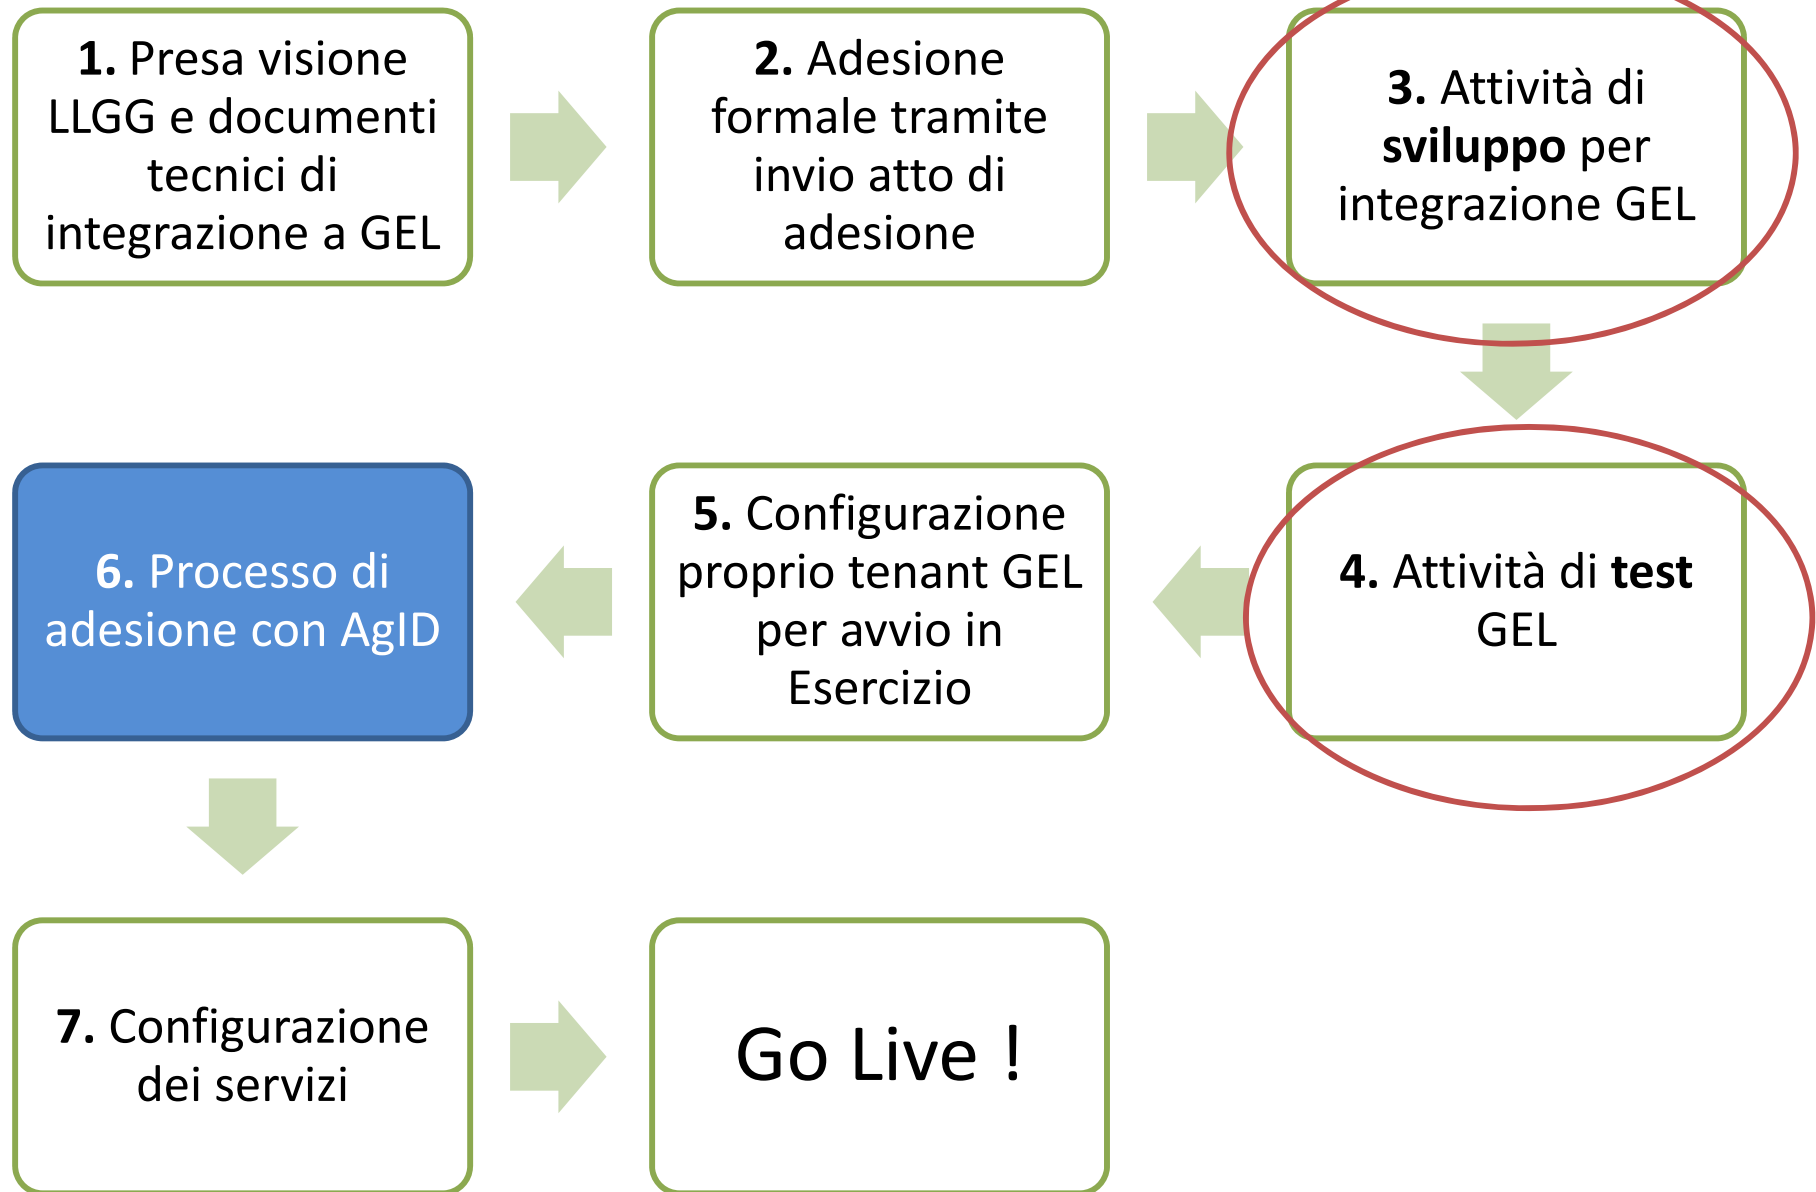 1. Presa visione
LLGG e documenti
tecnici di
integrazione a GEL
2. Adesione
formale tramite
invio atto di
adesione
3. Attività di
sviluppo per
integrazione GEL
4. Attività di test
GEL
5. Configurazione
proprio tenant GEL
per avvio in
Esercizio
6. Processo di
adesione con AgID
7. Configurazione
dei servizi
Go Live !